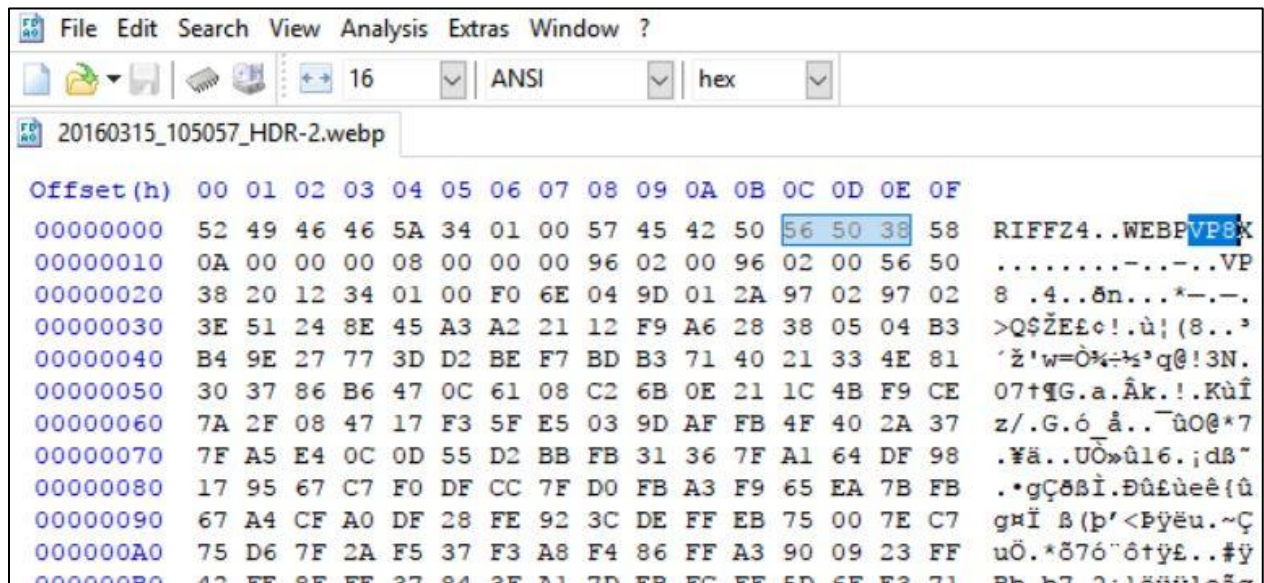 File Edit Search View Analysis Extras Window ?
16 ANSI hex
20160315_105057_HDR-2.webp
Offset(h) 00 01 02 03 04 05 06 07 08 09 0A 0B 0C 0D 0E 0F
00000000 52 49 46 46 5A 34 01 00 57 45 42 50 56 50 38 58 RIFFZ4..WEBPVP8X
00000010 0A 00 00 00 08 00 00 00 96 02 00 96 02 00 56 50 ........–..–..VP
00000020 38 20 12 34 01 00 F0 6E 04 9D 01 2A 97 02 97 02 8 .4..ðn...*—.—.
00000030 3E 51 24 8E 45 A3 A2 21 12 F9 A6 28 38 05 04 B3 >Q$ŽE£¢!.ù¦(8..³
00000040 B4 9E 27 77 3D D2 BE F7 BD B3 71 40 21 33 4E 81 ´ž'w=Ò¾÷½³q@!3N.
00000050 30 37 86 B6 47 0C 61 08 C2 6B 0E 21 1C 4B F9 CE 07†¶G.a.Âk.!.KùÎ
00000060 7A 2F 08 47 17 F3 5F E5 03 9D AF FB 4F 40 2A 37 z/.G.ó_å..¯ûO@*7
00000070 7F A5 E4 0C 0D 55 D2 BB FB 31 36 7F A1 64 DF 98 .¥ä..UÒ»û16.¡dß˜
00000080 17 95 67 C7 F0 DF CC 7F D0 FB A3 F9 65 EA 7B FB .•gÇðßÌ.Ðû£ùeê{û
00000090 67 A4 CF A0 DF 28 FE 92 3C DE FF EB 75 00 7E C7 g¤Ï ß(þ’<Þÿëu.~Ç
000000A0 75 D6 7F 2A F5 37 F3 A8 F4 86 FF A3 90 09 23 FF uÖ.*õ7ó¨ô†ÿ£..#ÿ